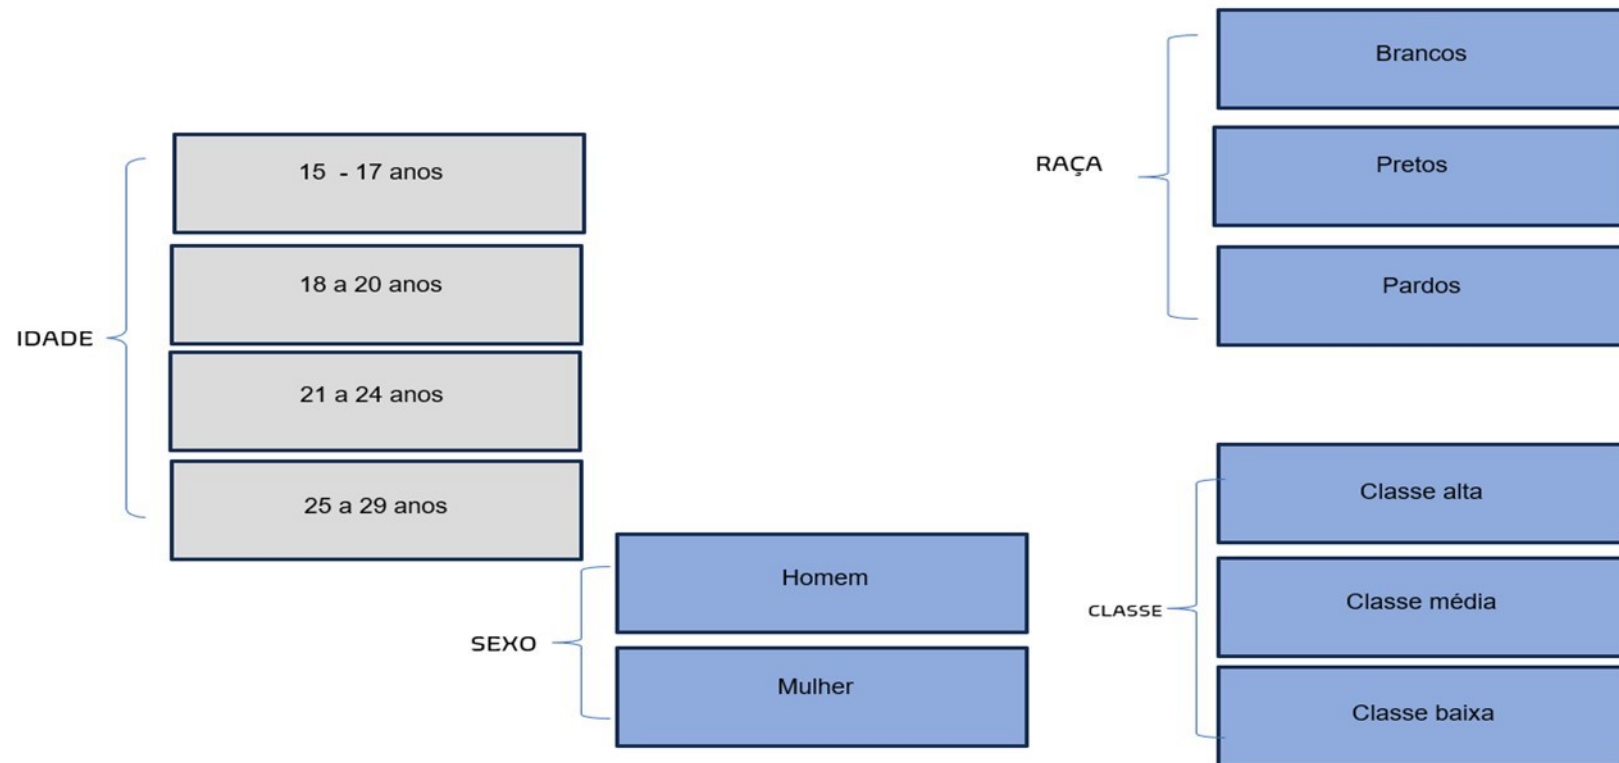 IDADE
15 - 17 anos
18 a 20 anos
21 a 24 anos
25 a 29 anos
SEXO
Homem
Mulher
RAÇA
Brancos
Pretos
Pardos
CLASSE
Classe alta
Classe média
Classe baixa